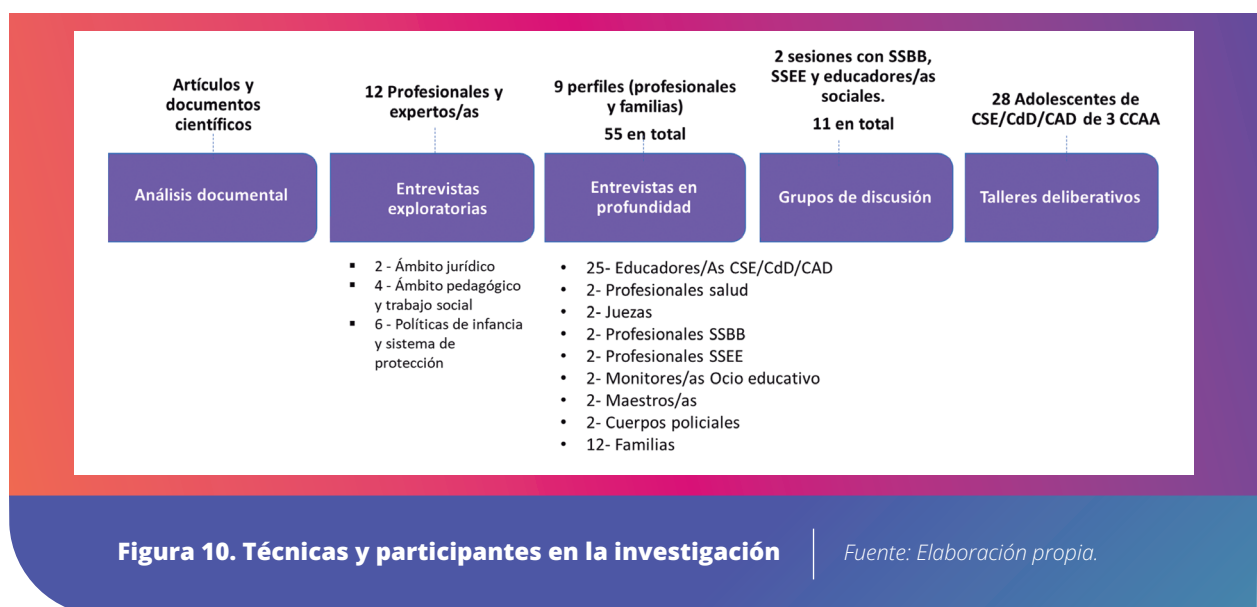 Artículos y
documentos
científicos
Análisis documental
12 Profesionales y
expertos/as
Entrevistas
exploratorias
▪ 2 - Ámbito jurídico
▪ 4 - Ámbito pedagógico
y trabajo social
▪ 6 - Políticas de infancia
y sistema de
protección
9 perfiles (profesionales
y familias)
55 en total
Entrevistas en
profundidad
• 25- Educadores/As CSE/CdD/CAD
• 2- Profesionales salud
• 2- Juezas
• 2- Profesionales SSBB
• 2- Profesionales SSEE
• 2- Monitores/as Ocio educativo
• 2- Maestros/as
• 2- Cuerpos policiales
• 12- Familias
2 sesiones con SSBB,
SSEE y educadores/as
sociales.
11 en total
Grupos de discusión
28 Adolescentes de
CSE/CdD/CAD de 3 CCAA
Talleres deliberativos
Figura 10. Técnicas y participantes en la investigación
Fuente: Elaboración propia.